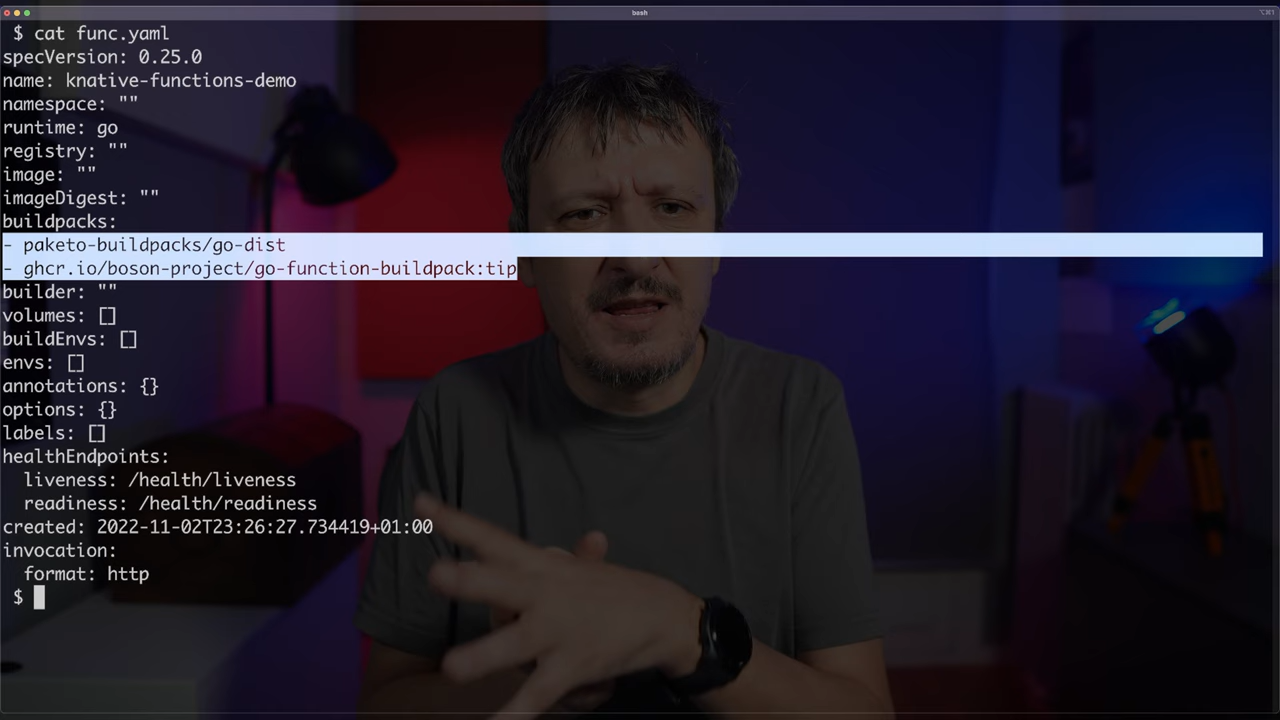 bash
⌥⌘1
$ cat func.yaml
specVersion: 0.25.0
name: knative-functions-demo
namespace: ""
runtime: go
registry: ""
image: ""
imageDigest: ""
buildpacks:
- paketo-buildpacks/go-dist
- ghcr.io/boson-project/go-function-buildpack:tip
builder: ""
volumes: []
buildEnvs: []
envs: []
annotations: {}
options: {}
labels: []
healthEndpoints:
  liveness: /health/liveness
  readiness: /health/readiness
created: 2022-11-02T23:26:27.734419+01:00
invocation:
  format: http
$